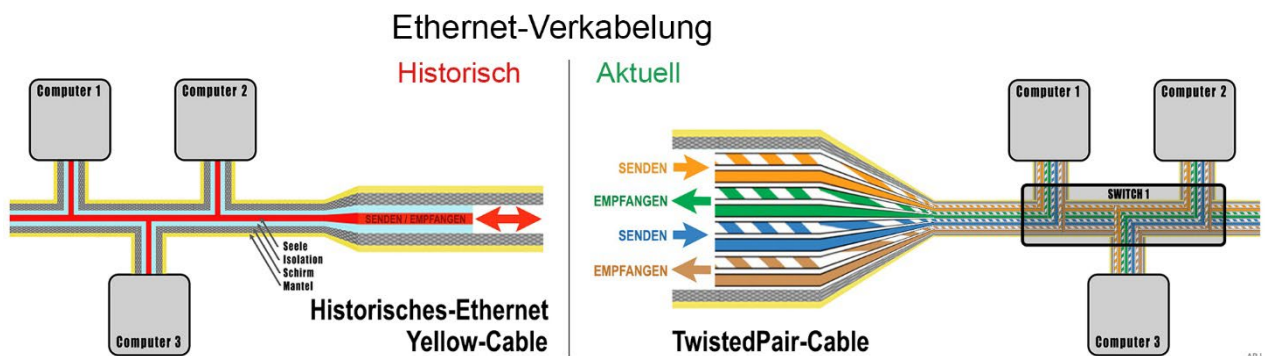 Ethernet-Verkabelung
Historisch
Aktuell
Computer 1
Computer 2
SENDEN / EMPFANGEN
Seele
Isolation
Schirm
Mantel
Computer 3
Historisches-Ethernet
Yellow-Cable
SENDEN
EMPFANGEN
SENDEN
EMPFANGEN
TwistedPair-Cable
Computer 1
Computer 2
SWITCH 1
Computer 3